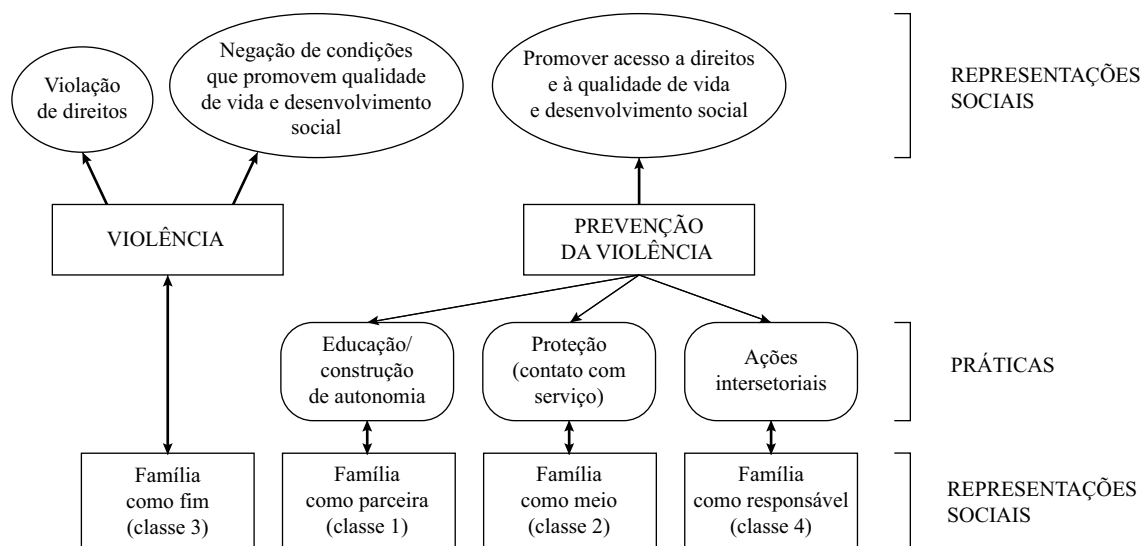 Violação
de direitos
Negação de condições
que promovem qualidade
de vida e desenvolvimento
social
Promover acesso a direitos
e à qualidade de vida
e desenvolvimento social
REPRESENTAÇÕES
SOCIAIS
VIOLÊNCIA
PREVENÇÃO
DA VIOLÊNCIA
Educação/
construção
de autonomia
Proteção
(contato com
serviço)
Ações
intersetoriais
PRÁTICAS
Família
como fim
(classe 3)
Família
como parceira
(classe 1)
Família
como meio
(classe 2)
Família
como responsável
(classe 4)
REPRESENTAÇÕES
SOCIAIS